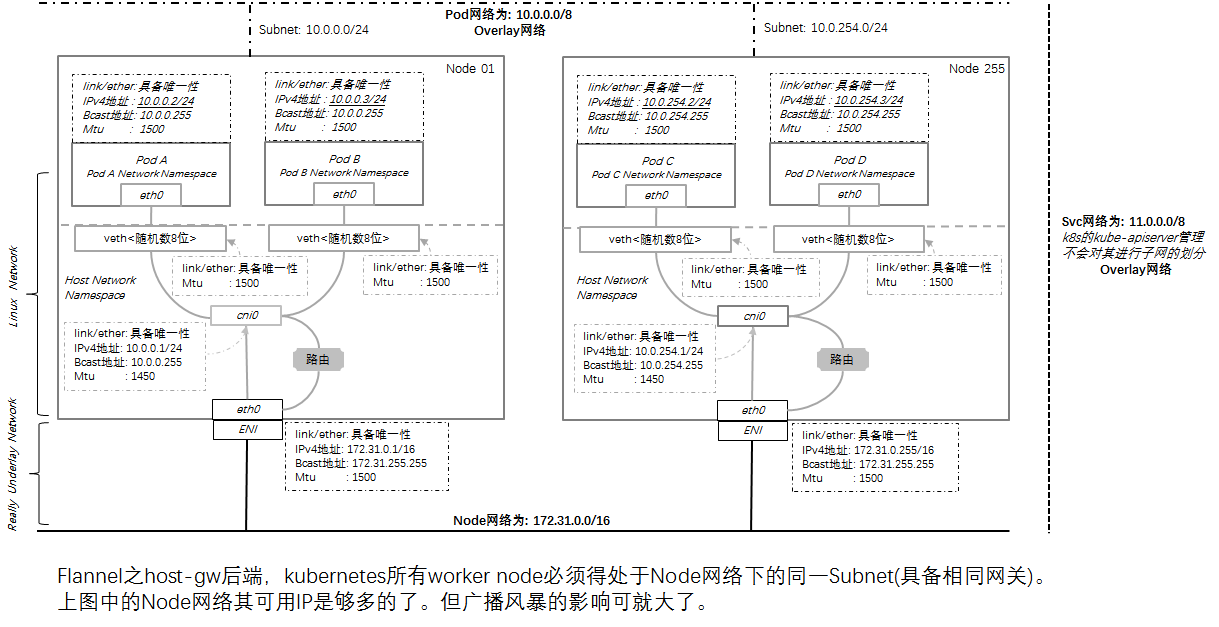 Pod网络为: 10.0.0.0/8
Overlay网络
Subnet: 10.0.0.0/24
Subnet: 10.0.254.0/24
Node 01
link/ether: 具备唯一性
IPv4地址 : 10.0.0.2/24
Bcast地址: 10.0.0.255
Mtu : 1500
link/ether: 具备唯一性
IPv4地址 : 10.0.0.3/24
Bcast地址: 10.0.0.255
Mtu : 1500
Pod A
Pod A Network Namespace
eth0
Pod B
Pod B Network Namespace
eth0
veth<随机数8位>
veth<随机数8位>
link/ether: 具备唯一性
Mtu : 1500
link/ether: 具备唯一性
Mtu : 1500
Host Network
Namespace
cni0
link/ether: 具备唯一性
IPv4地址: 10.0.0.1/24
Bcast地址: 10.0.0.255
Mtu : 1450
路由
eth0
ENI
link/ether: 具备唯一性
IPv4地址: 172.31.0.1/16
Bcast地址: 172.31.255.255
Mtu : 1500
Node 255
link/ether: 具备唯一性
IPv4地址 : 10.0.254.2/24
Bcast地址: 10.0.254.255
Mtu : 1500
link/ether: 具备唯一性
IPv4地址 : 10.0.254.3/24
Bcast地址: 10.0.254.255
Mtu : 1500
Pod C
Pod C Network Namespace
eth0
Pod D
Pod D Network Namespace
eth0
veth<随机数8位>
veth<随机数8位>
link/ether: 具备唯一性
Mtu : 1500
link/ether: 具备唯一性
Mtu : 1500
Host Network
Namespace
cni0
link/ether: 具备唯一性
IPv4地址: 10.0.254.1/24
Bcast地址: 10.0.254.255
Mtu : 1450
路由
eth0
ENI
link/ether: 具备唯一性
IPv4地址: 172.31.0.255/16
Bcast地址: 172.31.255.255
Mtu : 1500
Linux Network
Really Underlay Network
Svc网络为: 11.0.0.0/8
k8s的kube-apiserver管理
不会对其进行子网的划分
Overlay网络
Node网络为: 172.31.0.0/16
Flannel之host-gw后端，kubernetes所有worker node必须得处于Node网络下的同一Subnet(具备相同网关)。
上图中的Node网络其可用IP是够多的了。但广播风暴的影响可就大了。